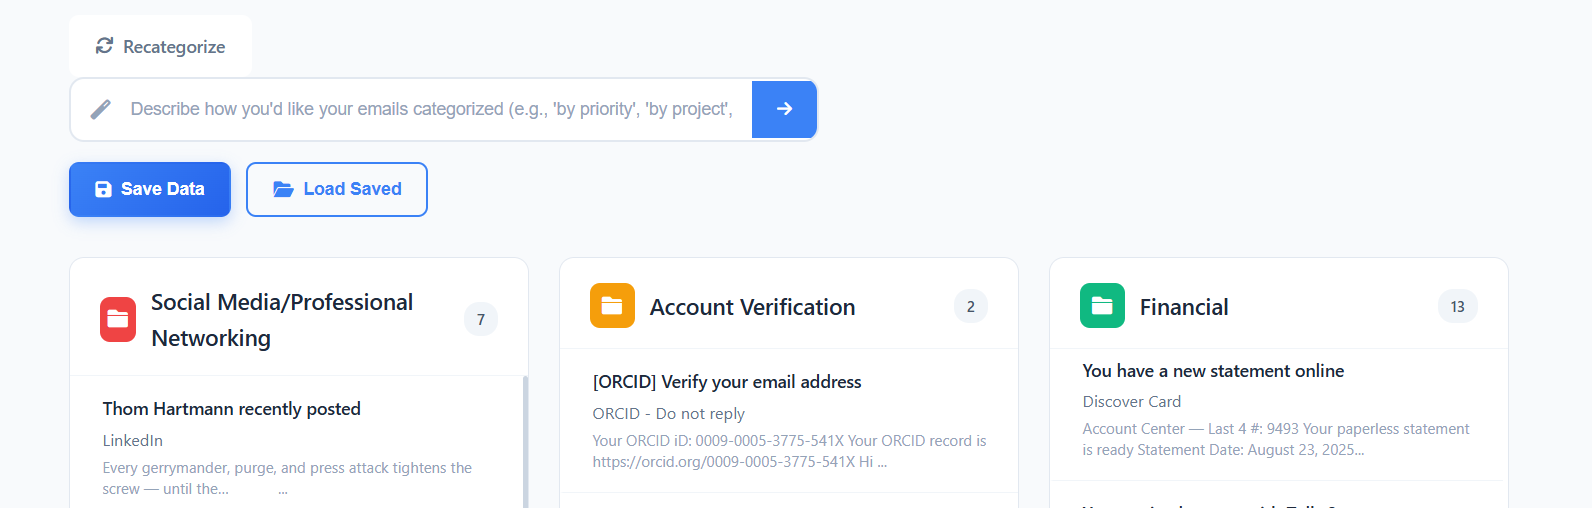 Recategorize
Describe how you'd like your emails categorized (e.g., 'by priority', 'by project',
Save Data
Load Saved
Social Media/Professional
Networking
7
Thom Hartmann recently posted
LinkedIn
Every gerrymander, purge, and press attack tightens the
screw — until the... ...
Account Verification
2
[ORCID] Verify your email address
ORCID - Do not reply
Your ORCID iD: 0009-0005-3775-541X Your ORCID record is
https://orcid.org/0009-0005-3775-541X Hi ...
Financial
13
You have a new statement online
Discover Card
Account Center — Last 4 #: 9493 Your paperless statement
is ready Statement Date: August 23, 2025...